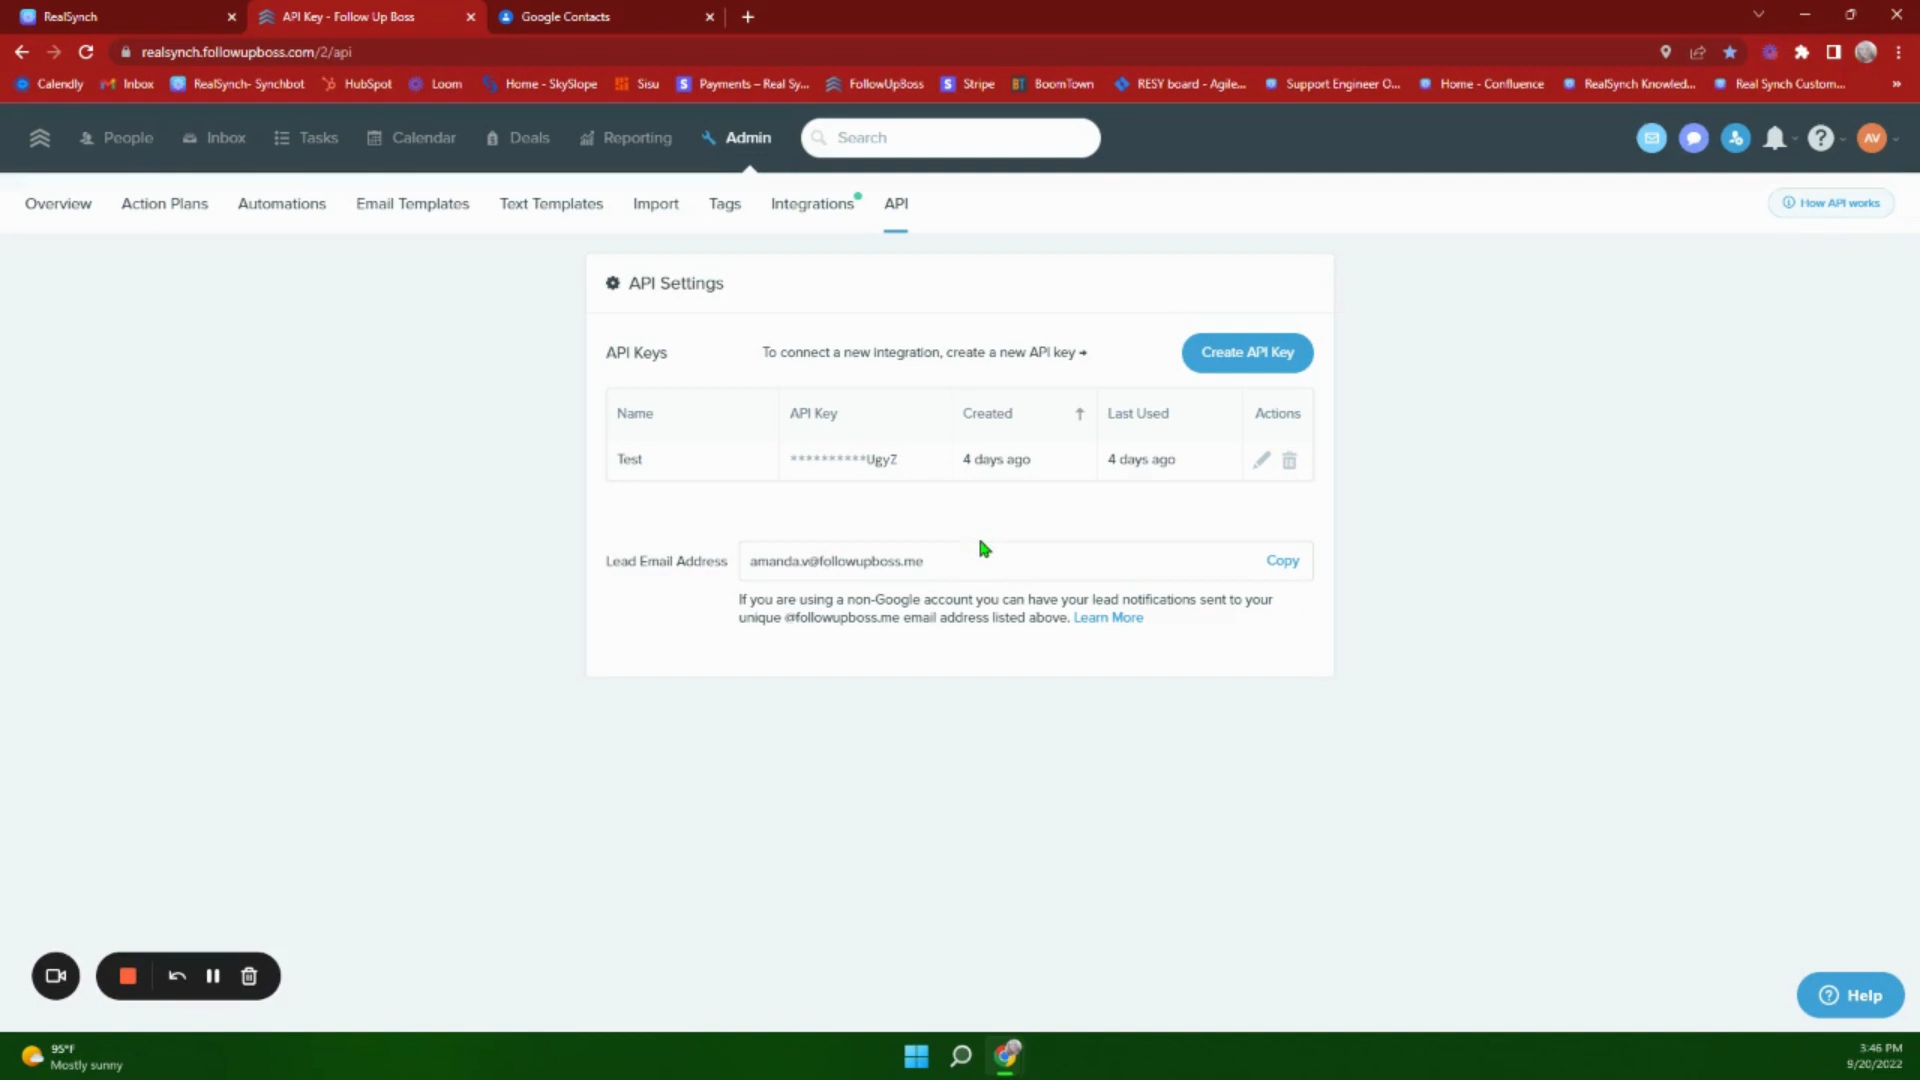 RealSynch
API Key - Follow Up Boss
Google Contacts
realsynch.followupboss.com/2/api
Calendly
Inbox
RealSynch- Synchbot
HubSpot
Loom
Home - SkySlope
Sisu
Payments – Real Sy...
FollowUpBoss
Stripe
BoomTown
RESY board - Agile...
Support Engineer O...
Home - Confluence
RealSynch Knowled...
Real Synch Custom...
People
Inbox
Tasks
Calendar
Deals
Reporting
Admin
Search
AV
Overview
Action Plans
Automations
Email Templates
Text Templates
Import
Tags
Integrations
API
How API works
API Settings
API Keys
To connect a new integration, create a new API key →
Create API Key
Name
API Key
Created ↑
Last Used
Actions
Test
**********UgyZ
4 days ago
4 days ago
Lead Email Address
amanda.v@followupboss.me
Copy
If you are using a non-Google account you can have your lead notifications sent to your
unique @followupboss.me email address listed above. Learn More
Help
95°F
Mostly sunny
3:46 PM
9/20/2022